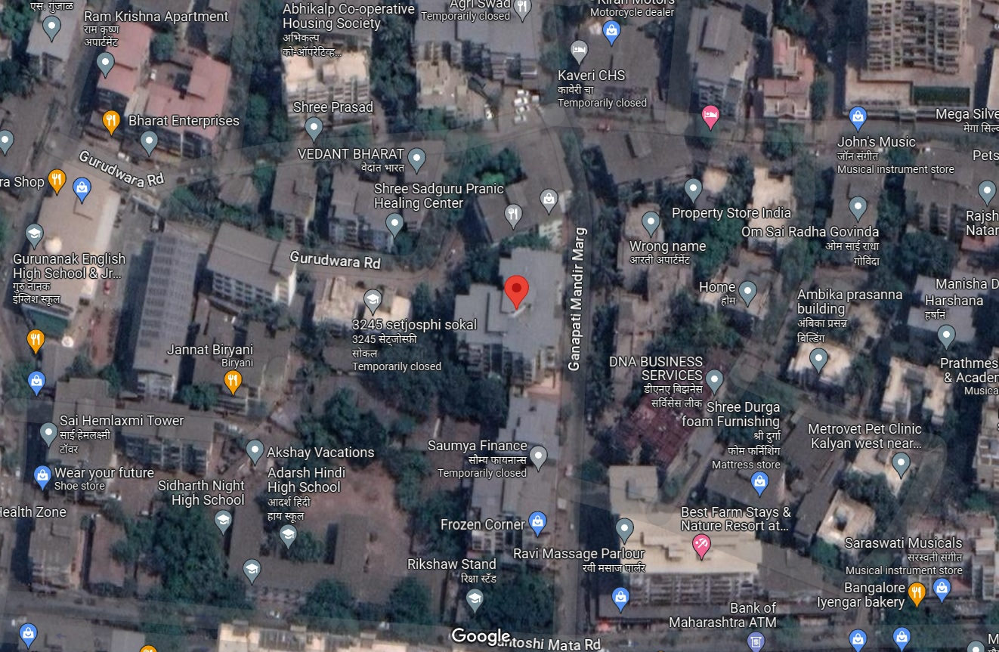 एस. गुंजाळ
Ram Krishna Apartment
राम कृष्ण
अपार्टमेंट
Abhikalp Co-operative
Housing Society
अभिकल्प
को-ऑपरेटिव्ह...
Agri Swad
Temporarily closed
Kiran Motors
Motorcycle dealer
Kaveri CHS
कावेरी चा
Temporarily closed
Bharat Enterprises
Shree Prasad
Mega Silve
मेगा सिल्व
John's Music
जॉन संगीत
Musical instrument store
Pets
VEDANT BHARAT
वेदांत भारत
Gurudwara Rd
ra Shop
Shree Sadguru Pranic
Healing Center
Property Store India
Rajsh
Natar
Om Sai Radha Govinda
ओम साई राधा
गोविंदा
Wrong name
आरती अपार्टमेंट
Gurunanak English
High School & Jr...
गुरु नानक
इंग्लिश स्कूल
Gurudwara Rd
Ganapati Mandir Marg
Home
होम
Ambika prasanna
building
अंबिका प्रसन्न
बिल्डिंग
Manisha D
Harshana
हर्षानं
3245 setjosphi sokal
3245 सेट्जोस्फी
सोकल
Temporarily closed
Jannat Biryani
Biryani
DNA BUSINESS
SERVICES
डीएनए बिझनेस
सर्विसेस लीक
Prathmes
& Academ
Musica
Shree Durga
foam Furnishing
श्री दुर्गा
फोम फर्निशिंग
Mattress store
Sai Hemlaxmi Tower
साई हेमलक्ष्मी
टॉवर
Metrovet Pet Clinic
Kalyan west near...
Akshay Vacations
Saumya Finance
सौम्य फायनान्स
Temporarily closed
Wear your future
Shoe store
Adarsh Hindi
High School
आदर्श हिंदी
हाय स्कूल
Sidharth Night
High School
Health Zone
Frozen Corner
Best Farm Stays &
Nature Resort at...
Ravi Massage Parlour
रवी मसाज पार्लर
Saraswati Musicals
सरस्वती संगीत
Musical instrument store
Rikshaw Stand
रिक्षा स्टँड
Bangalore
Iyengar bakery
Bank of
Maharashtra ATM
Google
ntoshi Mata Rd